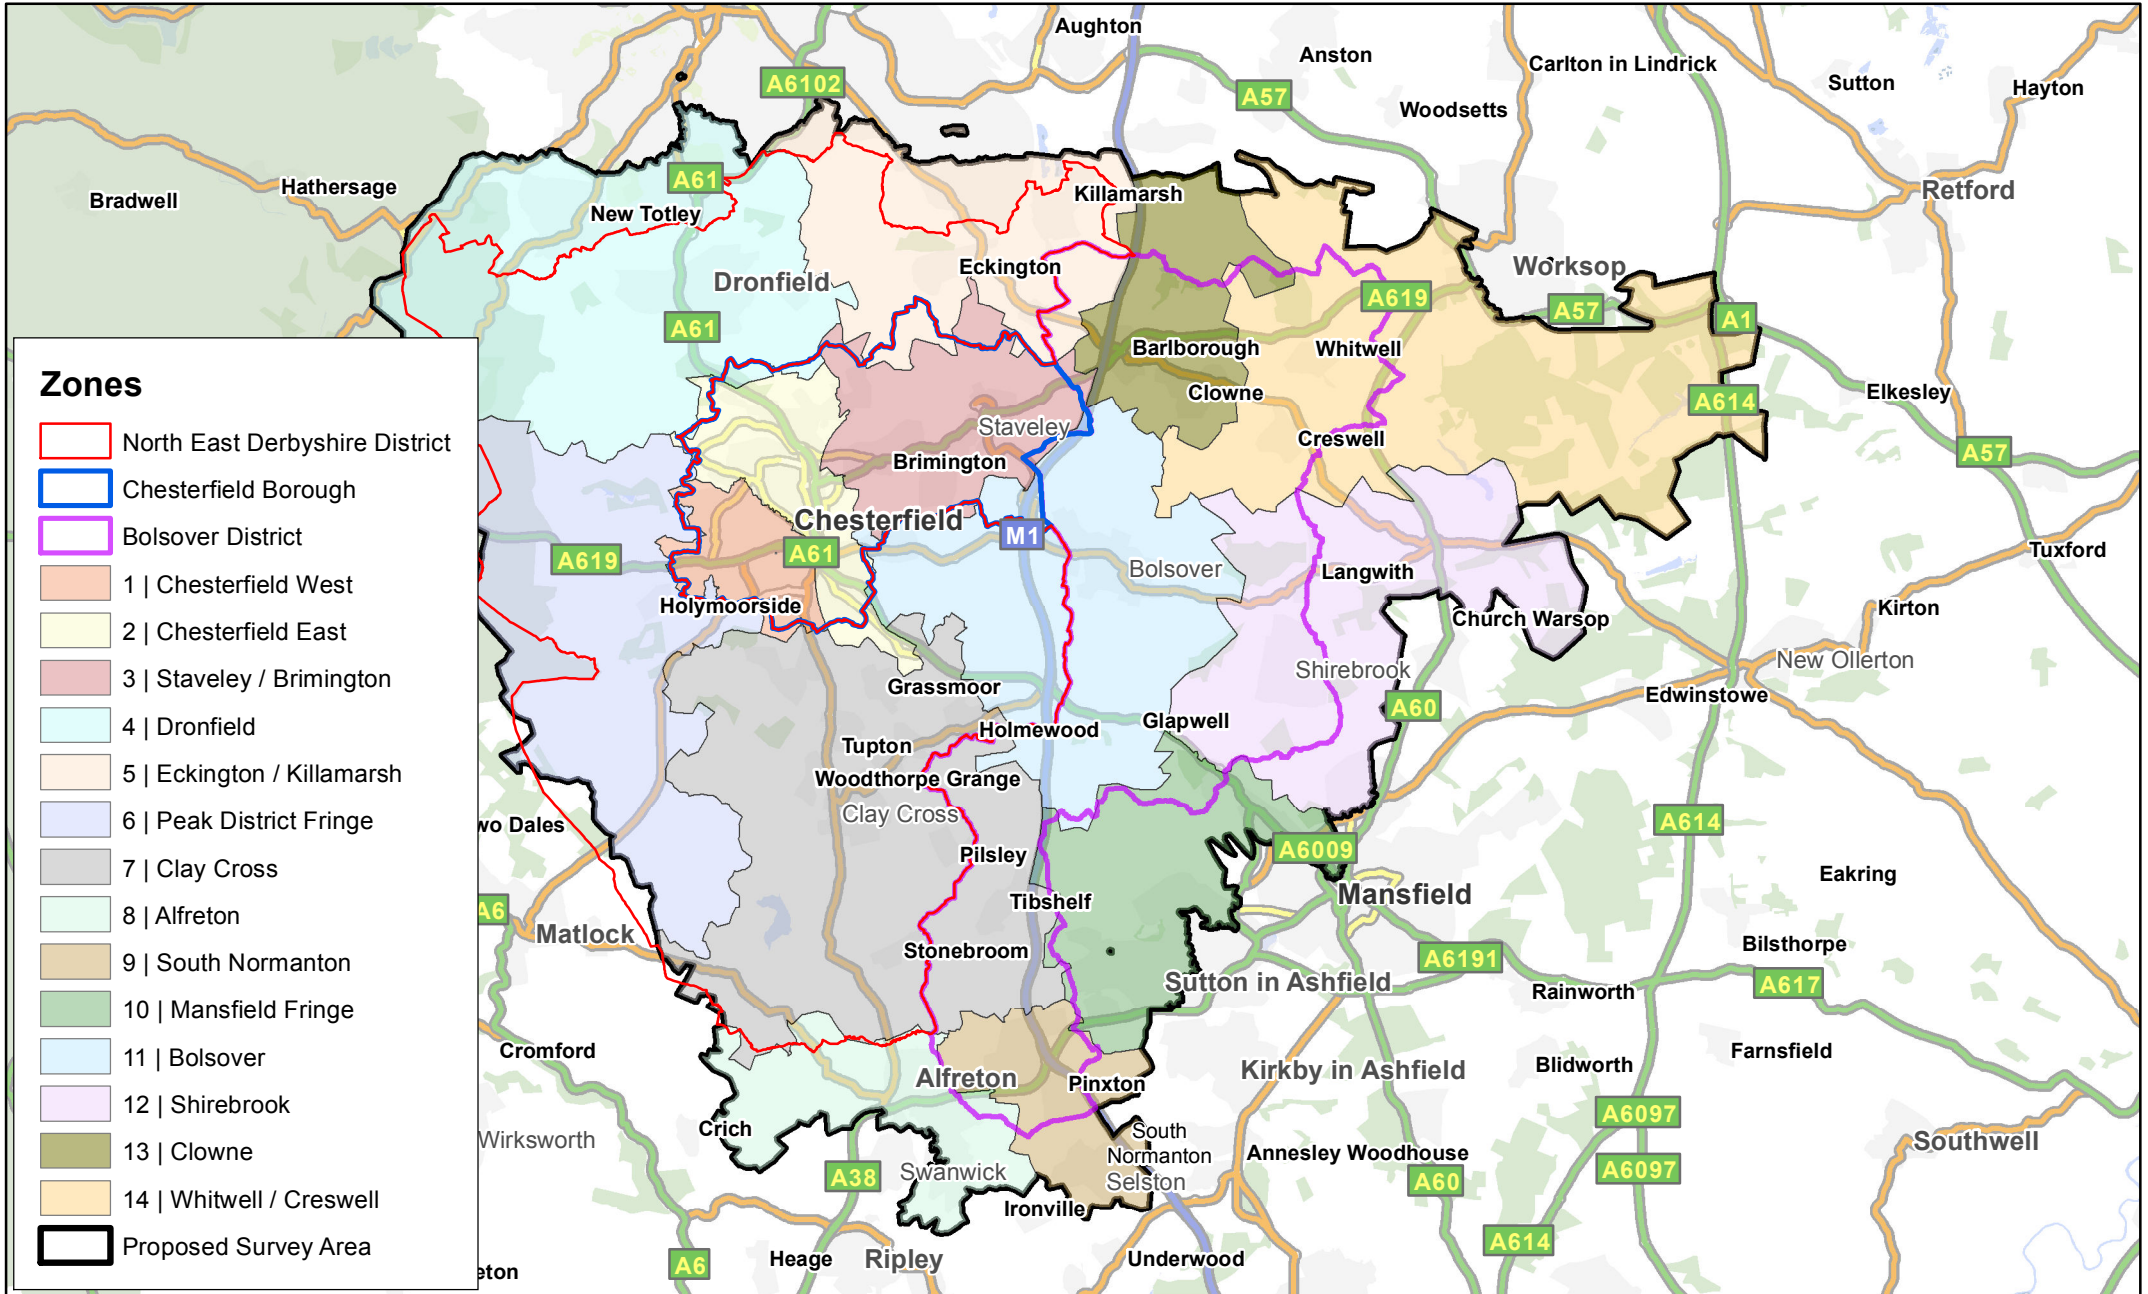 Aughton
Anston
Carlton in Lindrick
Sutton
Hayton
A6102
A57
Woodsetts
Hathersage
Bradwell
A61
New Totley
Killamarsh
Retford
Dronfield
Eckington
Worksop
A619
A57
A1
A61
Barlborough
Whitwell
Clowne
A614
Elkesley
Staveley
Creswell
Brimington
A57
Chesterfield
M1
A61
A619
Bolsover
Langwith
Tuxford
Holymoorside
Church Warsop
Kirton
Shirebrook
New Ollerton
Grassmoor
Edwinstowe
A60
Glapwell
Holmewood
Tupton
Woodthorpe Grange
Clay Cross
wo Dales
A614
Pilsley
A6009
Eakring
Mansfield
Tibshelf
A6
Matlock
Stonebroom
Bilsthorpe
A6191
Sutton in Ashfield
Rainworth
A617
Cromford
Alfreton
Pinxton
Kirkby in Ashfield
Blidworth
Farnsfield
A6097
Crich
Wirksworth
South
Normanton
Selston
Annesley Woodhouse
Southwell
A38
Swanwick
A60
A6097
Ironville
A614
Heage
Ripley
Underwood
A6
eton
Zones
North East Derbyshire District
Chesterfield Borough
Bolsover District
1 | Chesterfield West
2 | Chesterfield East
3 | Staveley / Brimington
4 | Dronfield
5 | Eckington / Killamarsh
6 | Peak District Fringe
7 | Clay Cross
8 | Alfreton
9 | South Normanton
10 | Mansfield Fringe
11 | Bolsover
12 | Shirebrook
13 | Clowne
14 | Whitwell / Creswell
Proposed Survey Area